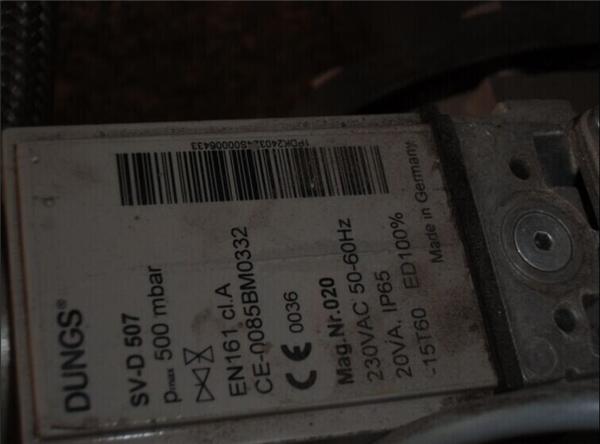 DUNGS®
SV-D 507
pmax 500 mbar
EN161 cl.A
CE-0085BM0332
CE 0036
Mag.Nr.020
230VAC 50-60Hz
20VA. IP65
-15T60 ED100%
Made in Germany